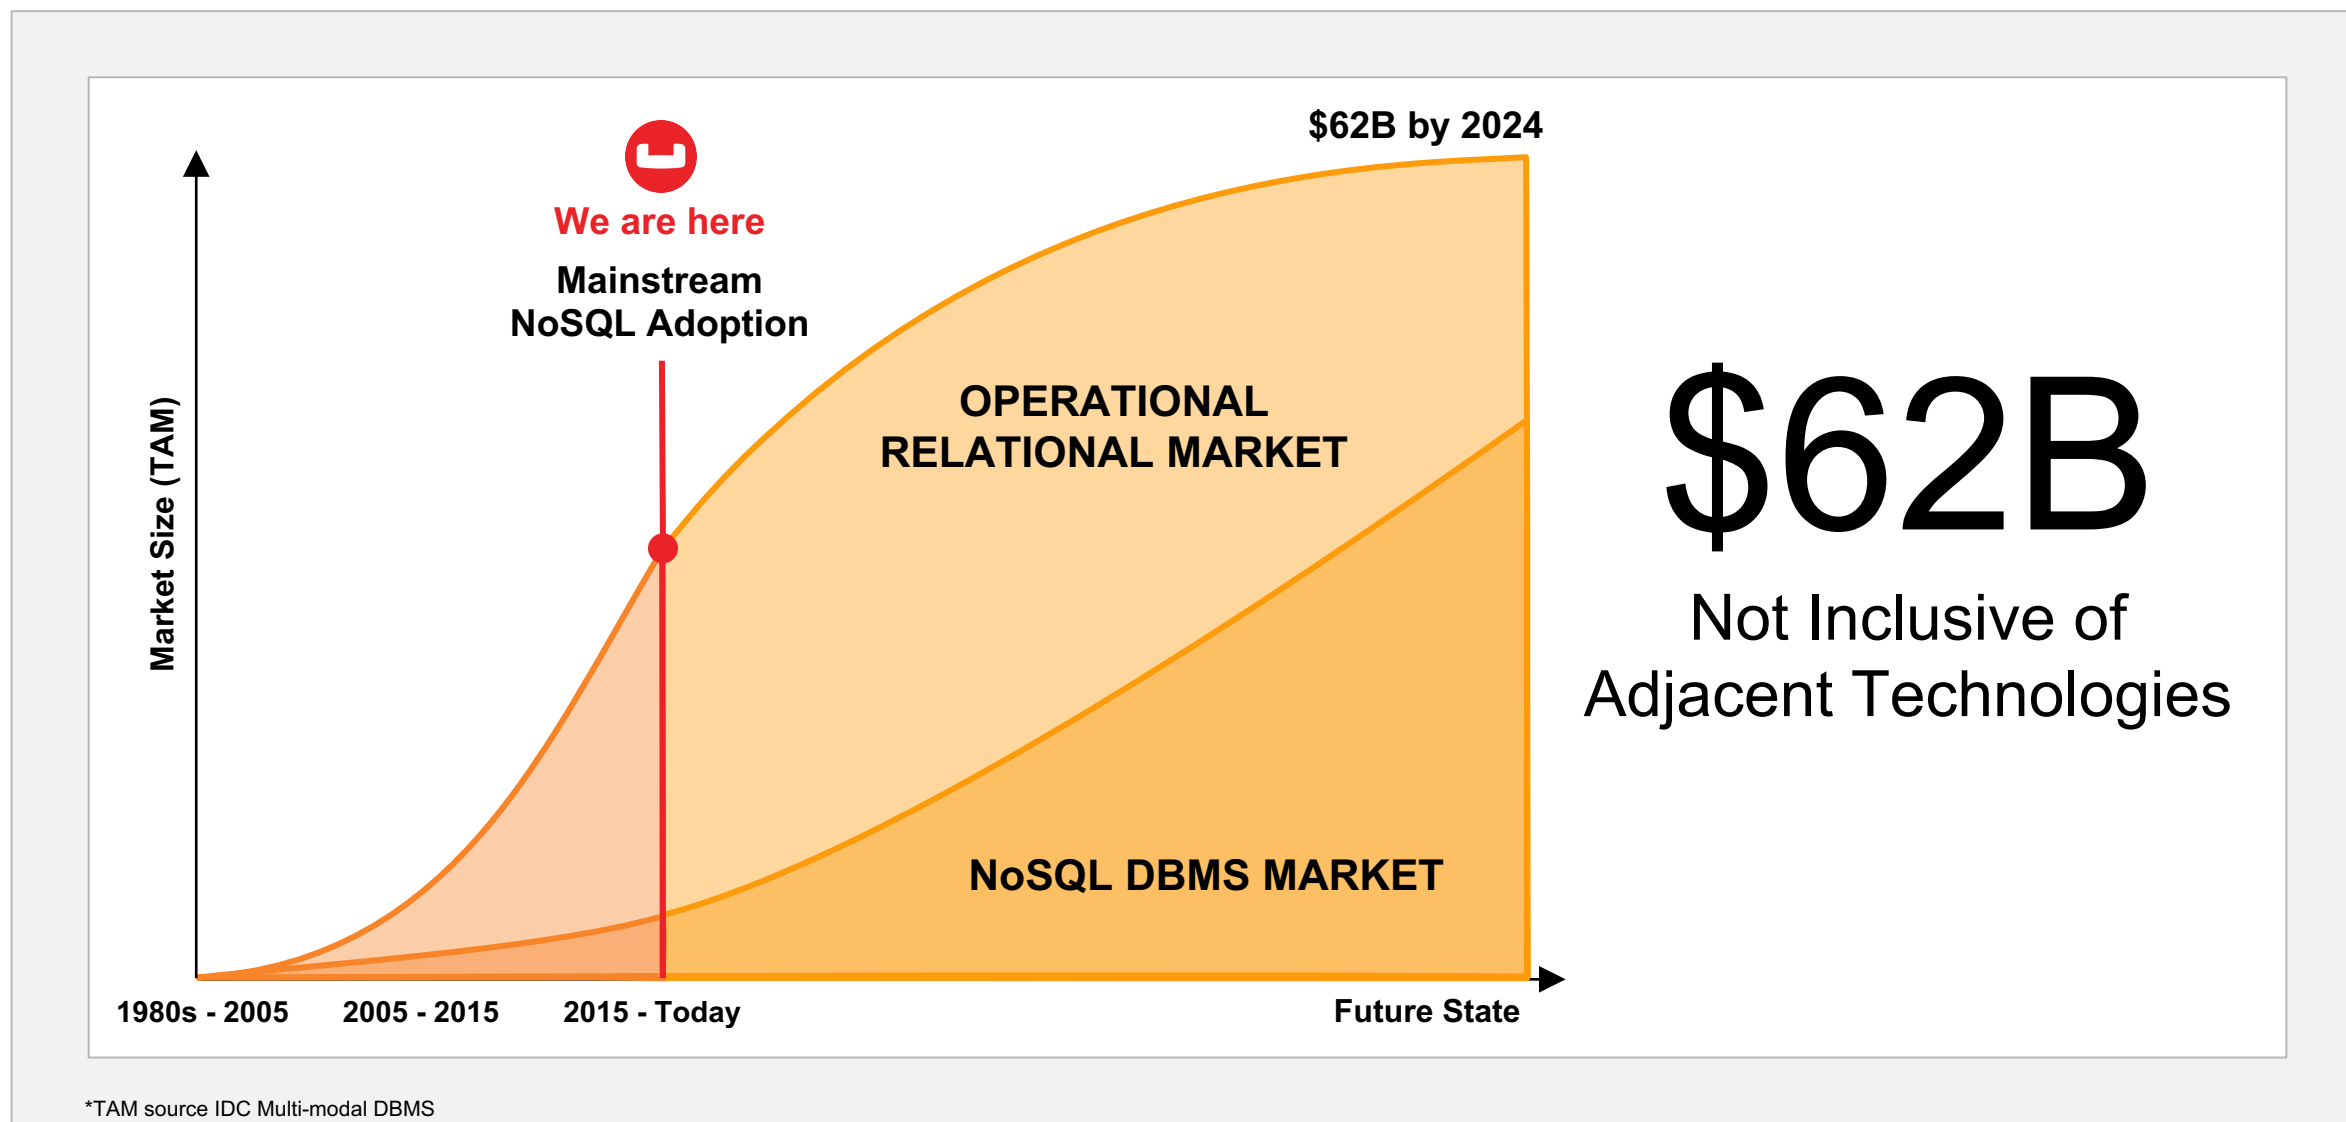 $62B by 2024
We are here
Mainstream
NoSQL Adoption
Market Size (TAM)
OPERATIONAL
RELATIONAL MARKET
NoSQL DBMS MARKET
$62B
Not Inclusive of
Adjacent Technologies
1980s - 2005
2005 - 2015
2015 - Today
Future State
*TAM source IDC Multi-modal DBMS